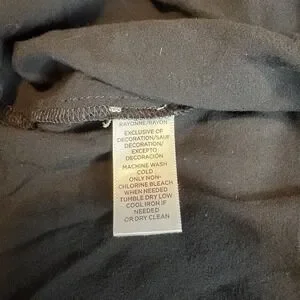 RAYONNE/RAYON
EXCLUSIVE OF
DECORATION/SAUF
DECORATION/
EXCEPTO
DECORACION
MACHINE WASH
COLD
ONLY NON-
CHLORINE BLEACH
WHEN NEEDED
TUMBLE DRY LOW
COOL IRON IF
NEEDED
OR DRY CLEAN